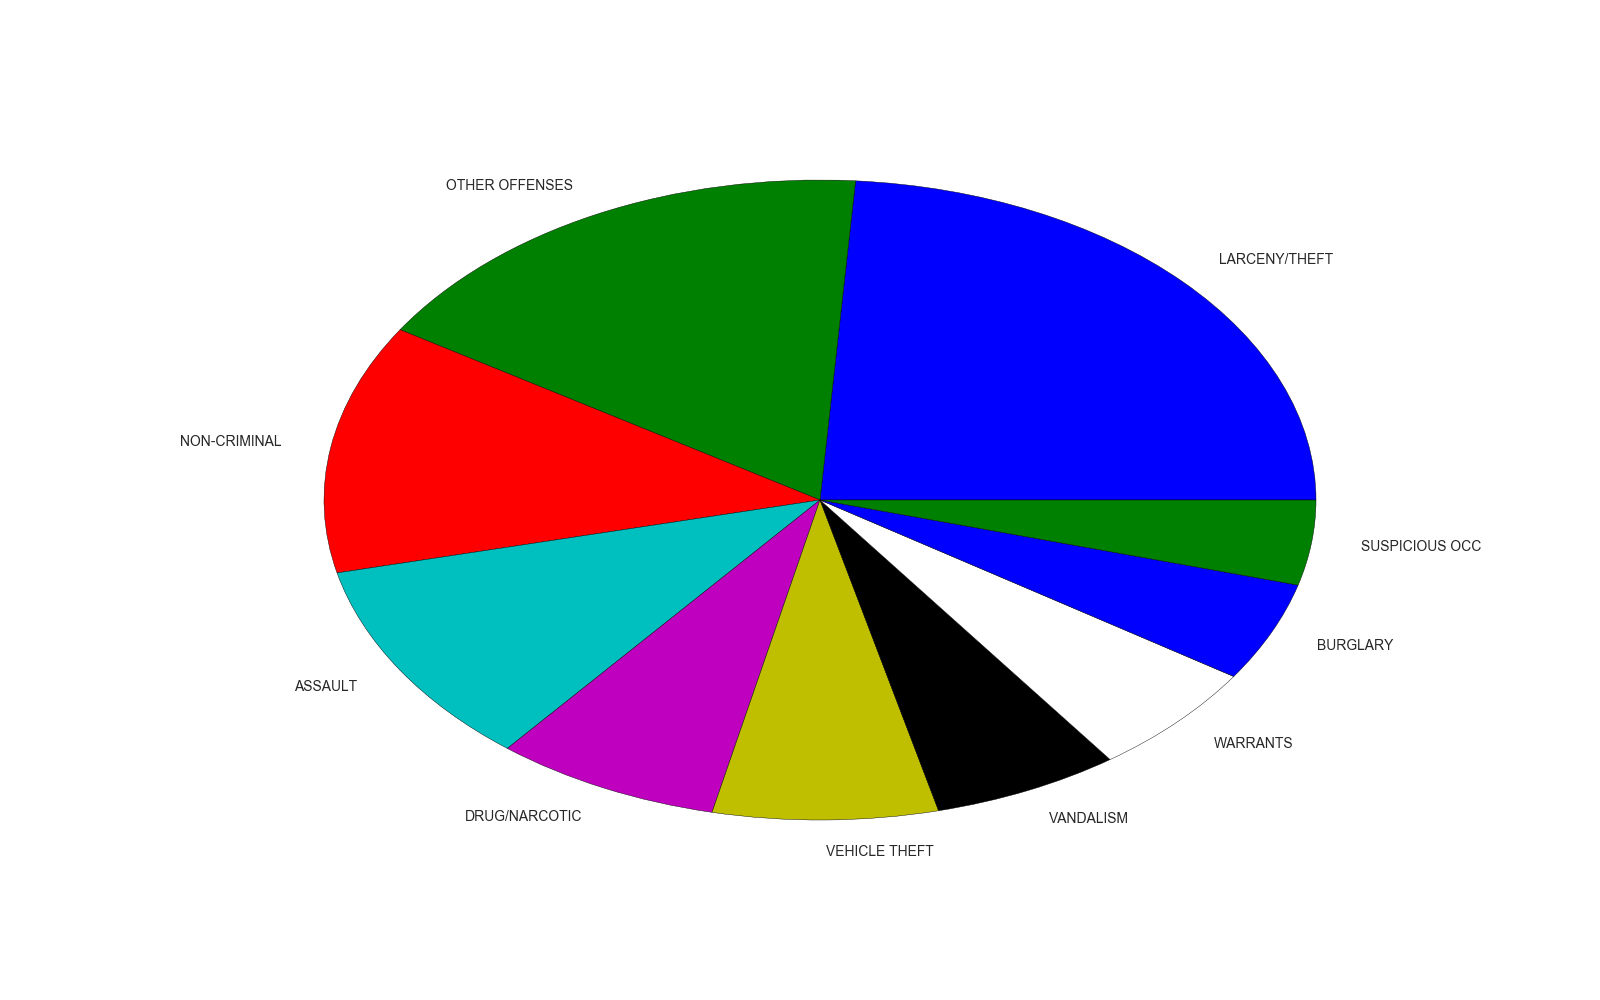 OTHER OFFENSES
LARCENY/THEFT
NON-CRIMINAL
SUSPICIOUS OCC
BURGLARY
ASSAULT
WARRANTS
DRUG/NARCOTIC
VANDALISM
VEHICLE THEFT